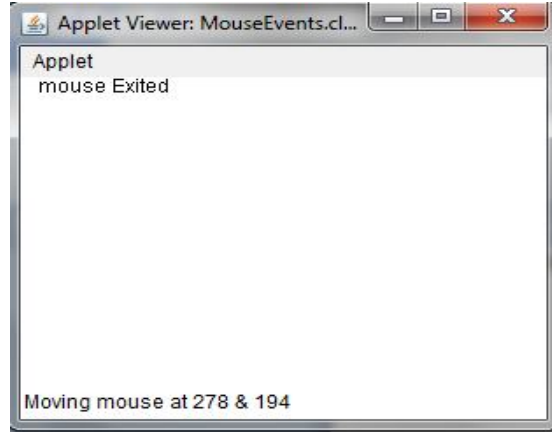 Applet Viewer: MouseEvents.cl...
Applet
mouse Exited
Moving mouse at 278 & 194